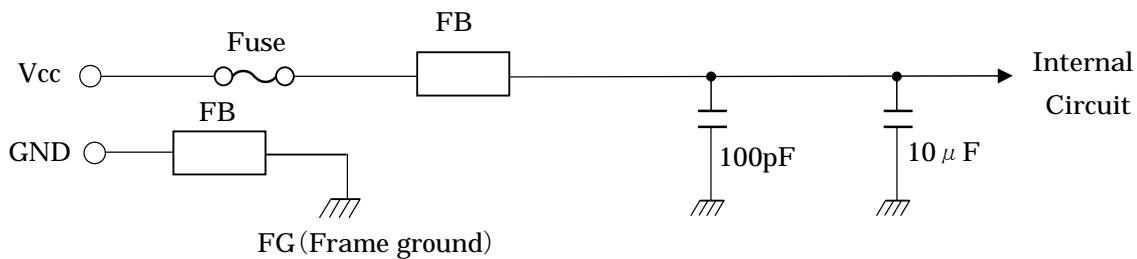 FB
Fuse
Vcc
Internal
Circuit
FB
GND
100pF
10μF
FG(Frame ground)